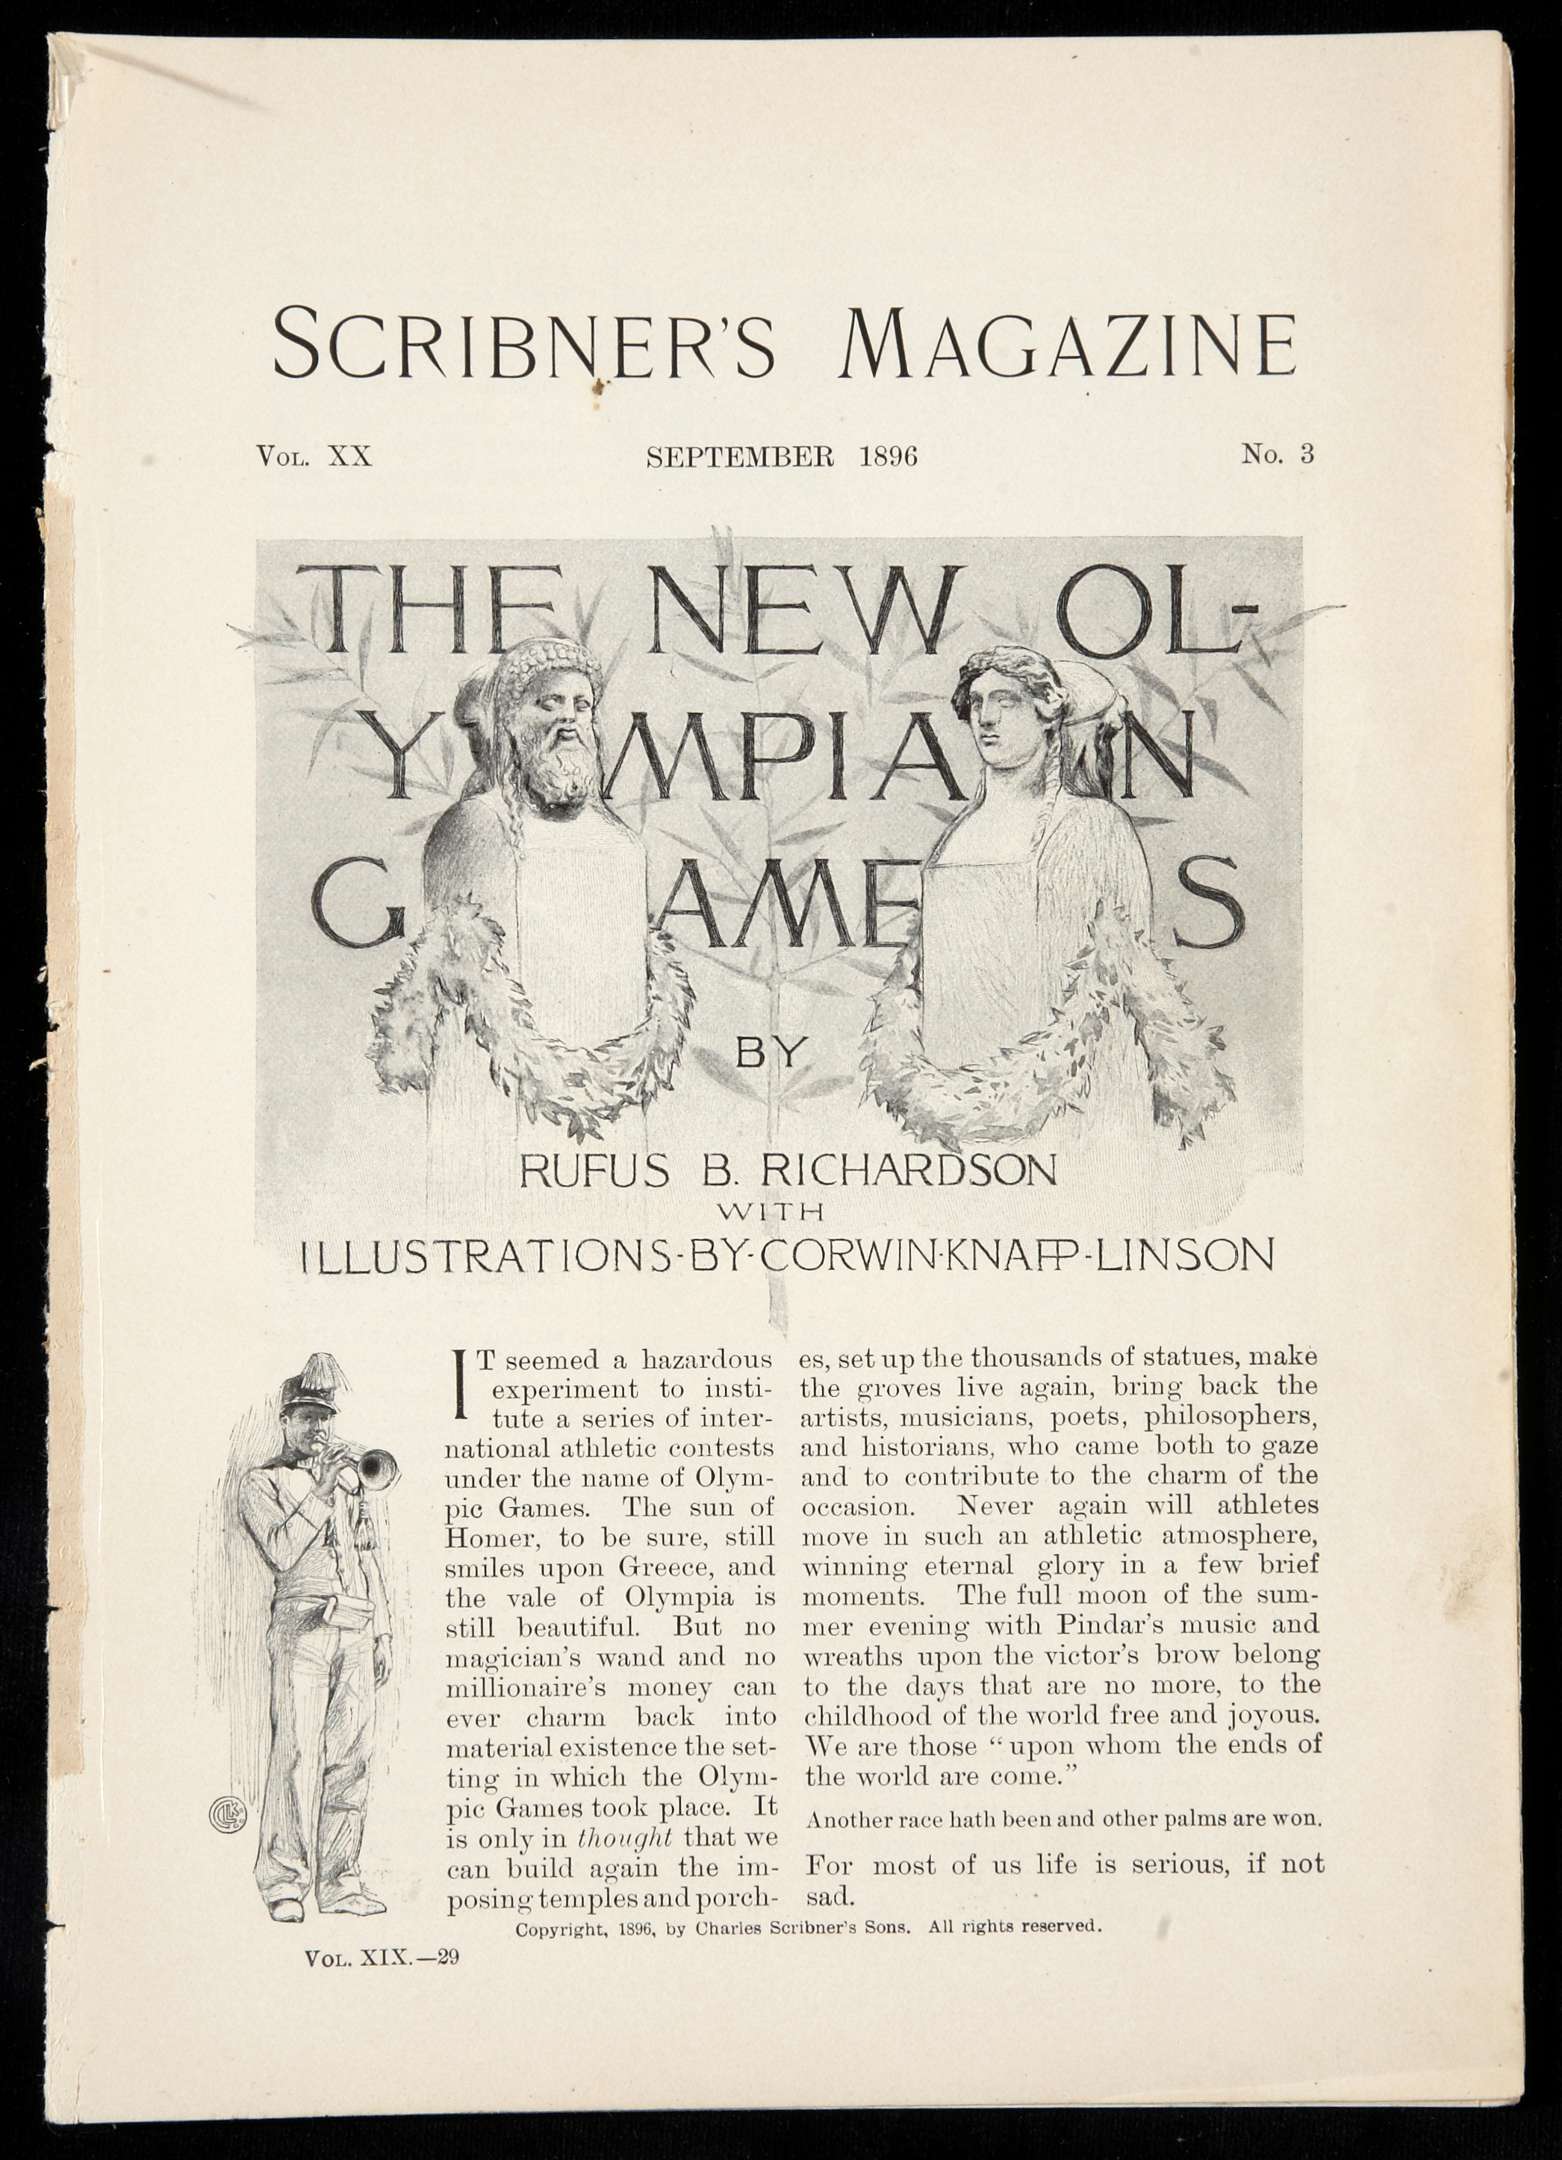 SCRIBNER'S MAGAZINE
VOL. XX SEPTEMBER 1896 No. 3
THE NEW OL-
YMPIAN
GAMES
BY
RUFUS B. RICHARDSON
WITH
ILLUSTRATIONS-BY-CORWIN-KNAPP-LINSON
IT seemed a hazardous
experiment to insti-
tute a series of inter-
national athletic contests
under the name of Olym-
pic Games. The sun of
Homer, to be sure, still
smiles upon Greece, and
the vale of Olympia is
still beautiful. But no
magician's wand and no
millionaire's money can
ever charm back into
material existence the set-
ting in which the Olym-
pic Games took place. It
is only in thought that we
can build again the im-
posing temples and porch-
es, set up the thousands of statues, make
the groves live again, bring back the
artists, musicians, poets, philosophers,
and historians, who came both to gaze
and to contribute to the charm of the
occasion. Never again will athletes
move in such an athletic atmosphere,
winning eternal glory in a few brief
moments. The full moon of the sum-
mer evening with Pindar's music and
wreaths upon the victor's brow belong
to the days that are no more, to the
childhood of the world free and joyous.
We are those "upon whom the ends of
the world are come."
Another race hath been and other palms are won.
For most of us life is serious, if not
sad.
Copyright, 1896, by Charles Scribner's Sons. All rights reserved.
VOL. XIX.—29